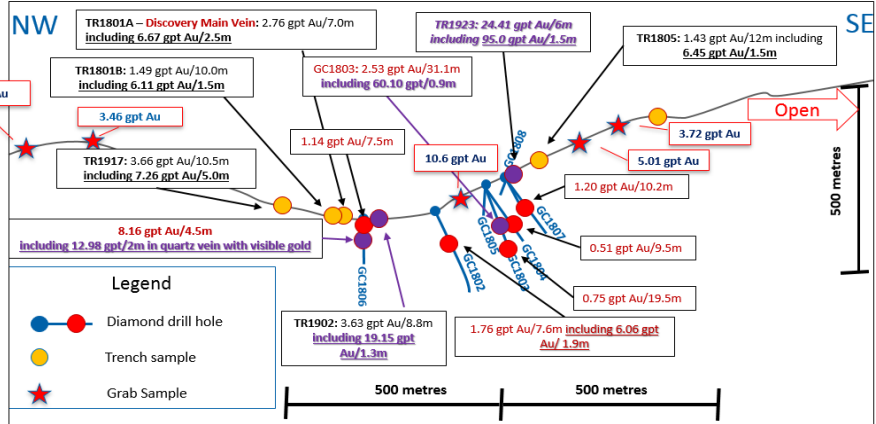 NW
SE
TR1801A – Discovery Main Vein: 2.76 gpt Au/7.0m
including 6.67 gpt Au/2.5m
TR1923: 24.41 gpt Au/6m
including 95.0 gpt Au/1.5m
TR1805: 1.43 gpt Au/12m including
6.45 gpt Au/1.5m
TR1801B: 1.49 gpt Au/10.0m
including 6.11 gpt Au/1.5m
GC1803: 2.53 gpt Au/31.1m
including 60.10 gpt/0.9m
Au
3.46 gpt Au
Open
1.14 gpt Au/7.5m
GC1808
3.72 gpt Au
TR1917: 3.66 gpt Au/10.5m
including 7.26 gpt Au/5.0m
10.6 gpt Au
5.01 gpt Au
1.20 gpt Au/10.2m
500 metres
8.16 gpt Au/4.5m
including 12.98 gpt/2m in quartz vein with visible gold
GC1807
GC1805
GC1804
GC1803
0.51 gpt Au/9.5m
GC1806
GC1802
0.75 gpt Au/19.5m
Legend
Diamond drill hole
Trench sample
Grab Sample
TR1902: 3.63 gpt Au/8.8m
including 19.15 gpt
Au/1.3m
1.76 gpt Au/7.6m including 6.06 gpt
Au/ 1.9m
500 metres
500 metres